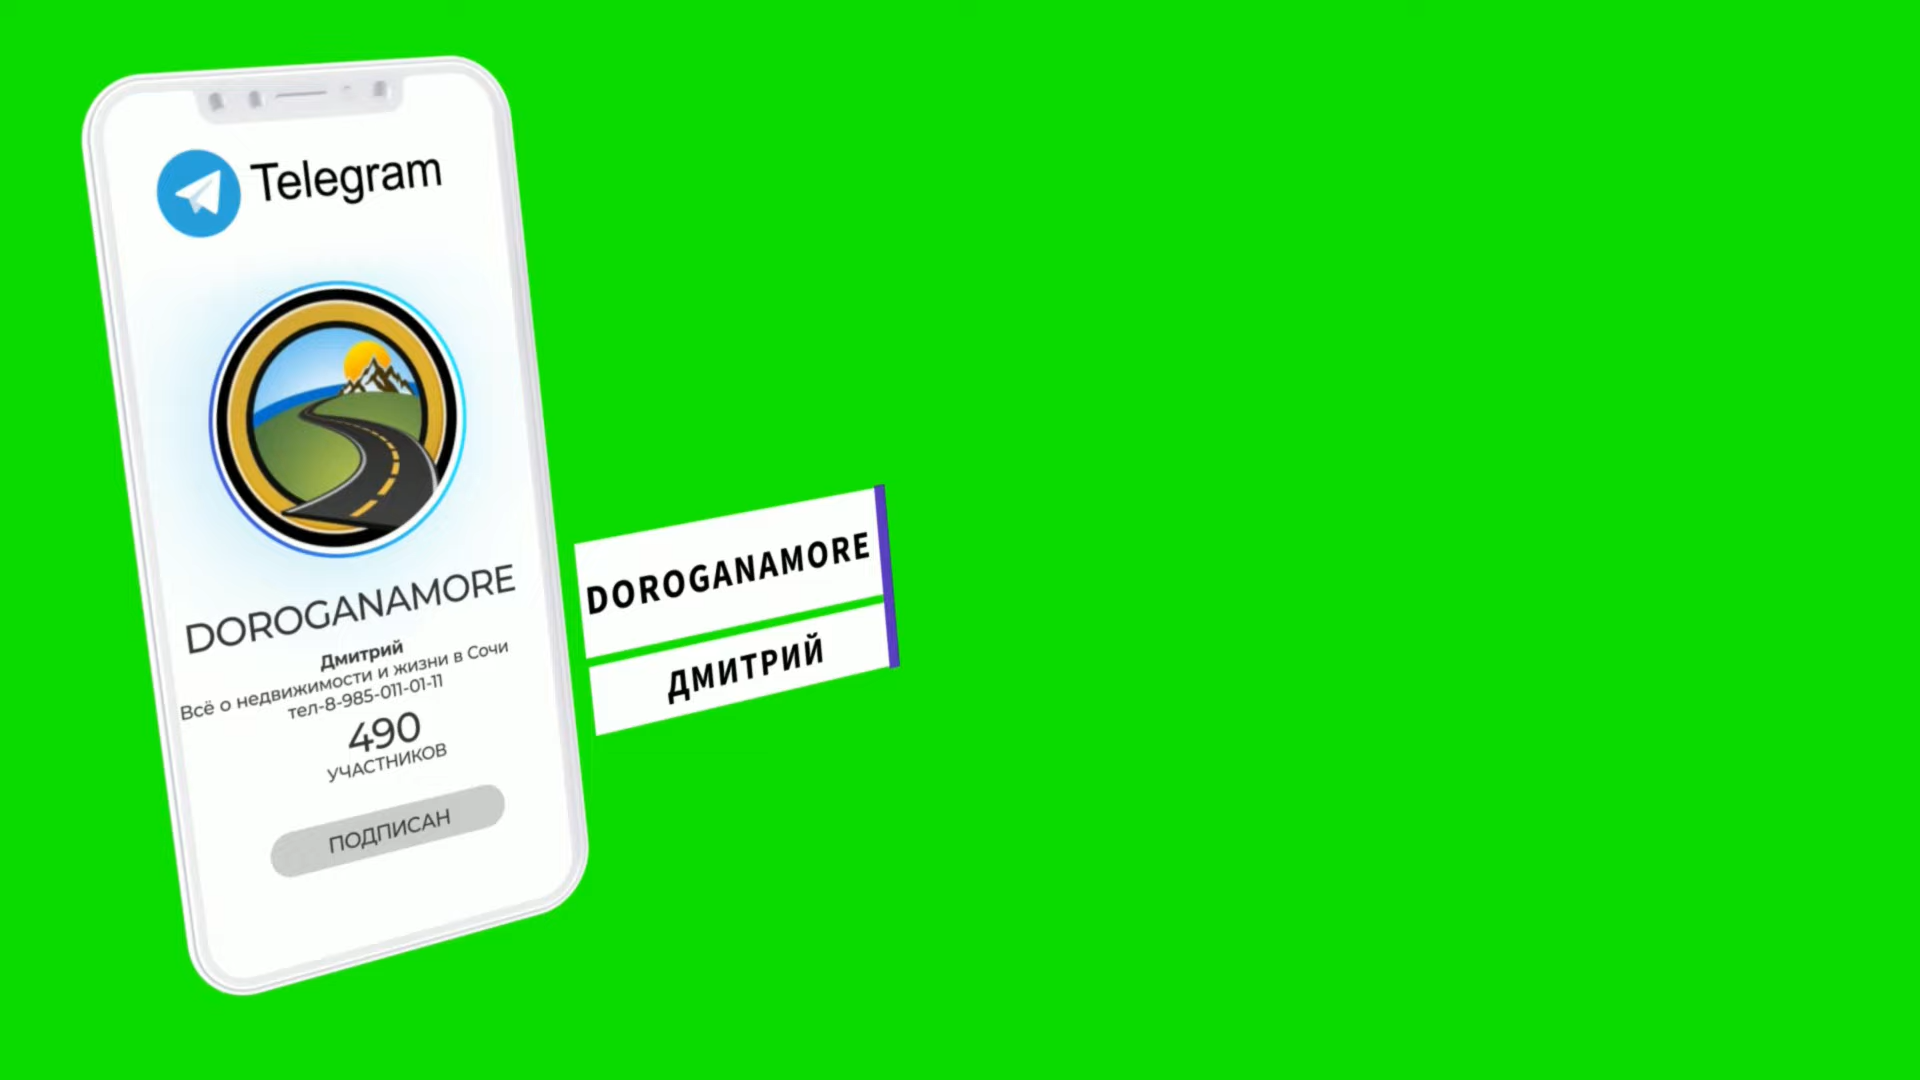 Telegram
DOROGANAMORE
Дмитрий
Всё о недвижимости и жизни в Сочи
тел-8-985-011-01-11
490
УЧАСТНИКОВ
ПОДПИСАН
DOROGANAMORE
ДМИТРИЙ